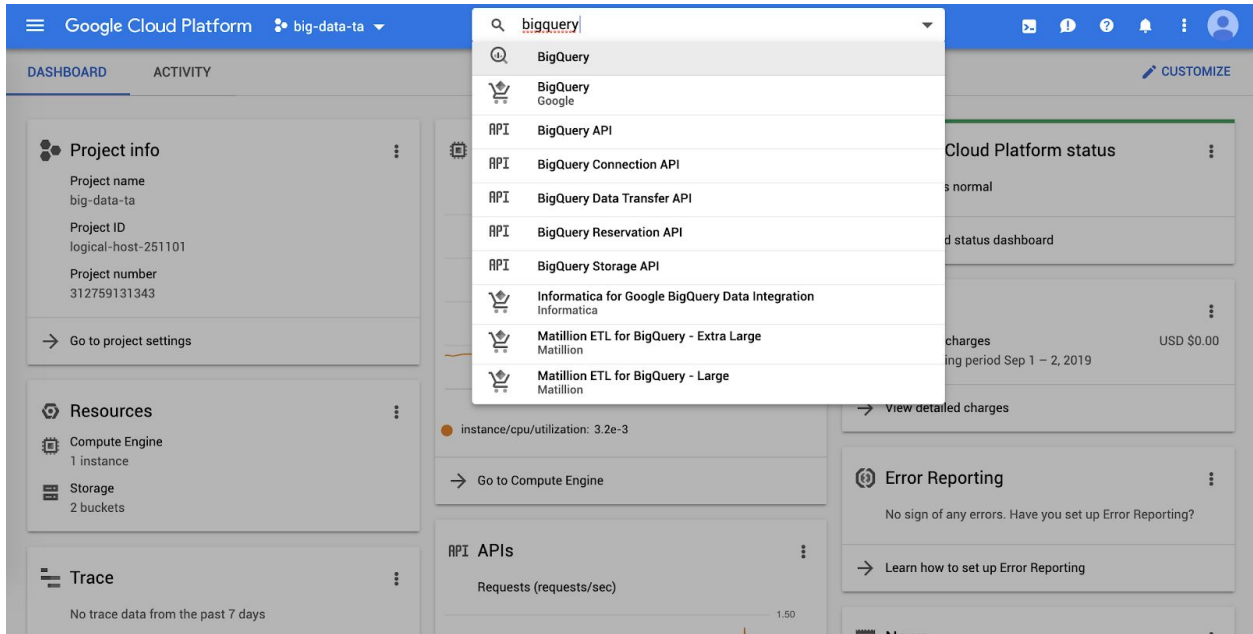 Google Cloud Platform big-data-ta
bigquery
DASHBOARD ACTIVITY
CUSTOMIZE
BigQuery
BigQuery
Google
API BigQuery API
API BigQuery Connection API
API BigQuery Data Transfer API
API BigQuery Reservation API
API BigQuery Storage API
Informatica for Google BigQuery Data Integration
Informatica
Matillion ETL for BigQuery - Extra Large
Matillion
Matillion ETL for BigQuery - Large
Matillion
Project info
Project name
big-data-ta
Project ID
logical-host-251101
Project number
312759131343
Go to project settings
Resources
Compute Engine
1 instance
Storage
2 buckets
Trace
No trace data from the past 7 days
instance/cpu/utilization: 3.2e-3
Go to Compute Engine
API APIs
Requests (requests/sec)
1.50
Cloud Platform status
normal
status dashboard
charges
USD $0.00
period Sep 1 – 2, 2019
View detailed charges
Error Reporting
No sign of any errors. Have you set up Error Reporting?
Learn how to set up Error Reporting